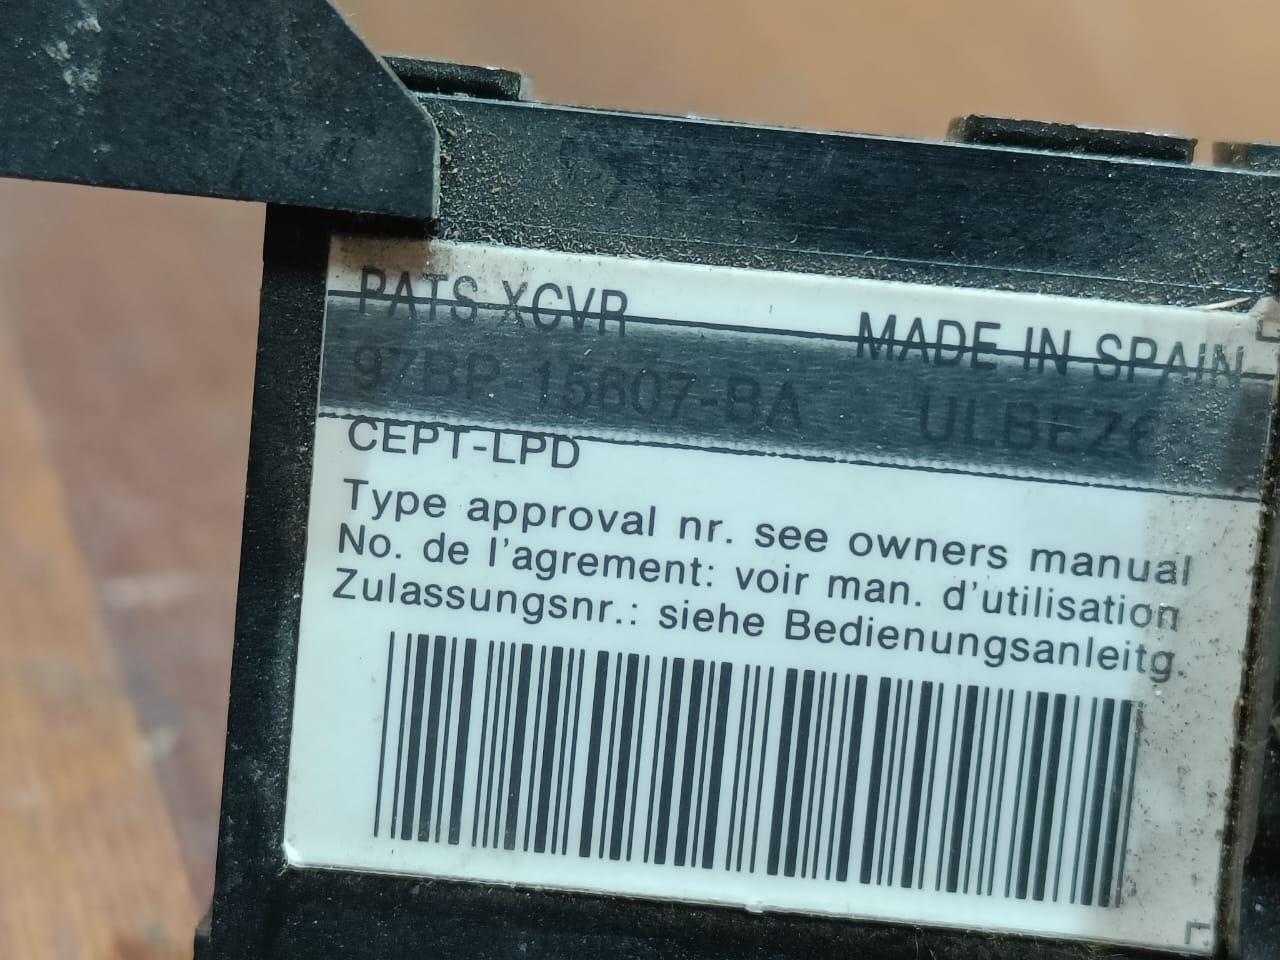 PATS XCVR MADE IN SPAIN
97BP-15607-BA ULBEZ6
CEPT-LPD
Type approval nr. see owners manual
No. de l'agrement: voir man. d'utilisation
Zulassungsnr.: siehe Bedienungsanleitg.